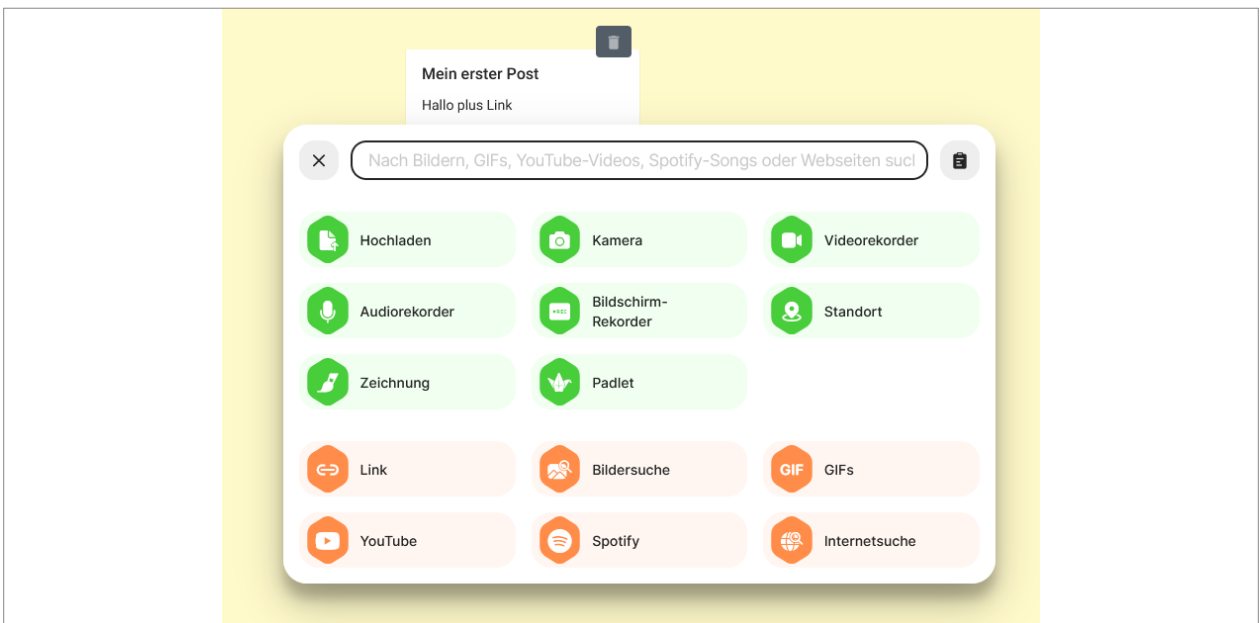 Mein erster Post
Hallo plus Link
Nach Bildern, GIFs, YouTube-Videos, Spotify-Songs oder Webseiten sucl
Hochladen
Kamera
Videorekorder
Audiorekorder
Bildschirm-
Rekorder
Standort
Zeichnung
Padlet
Link
Bildersuche
GIF GIFs
YouTube
Spotify
Internetsuche